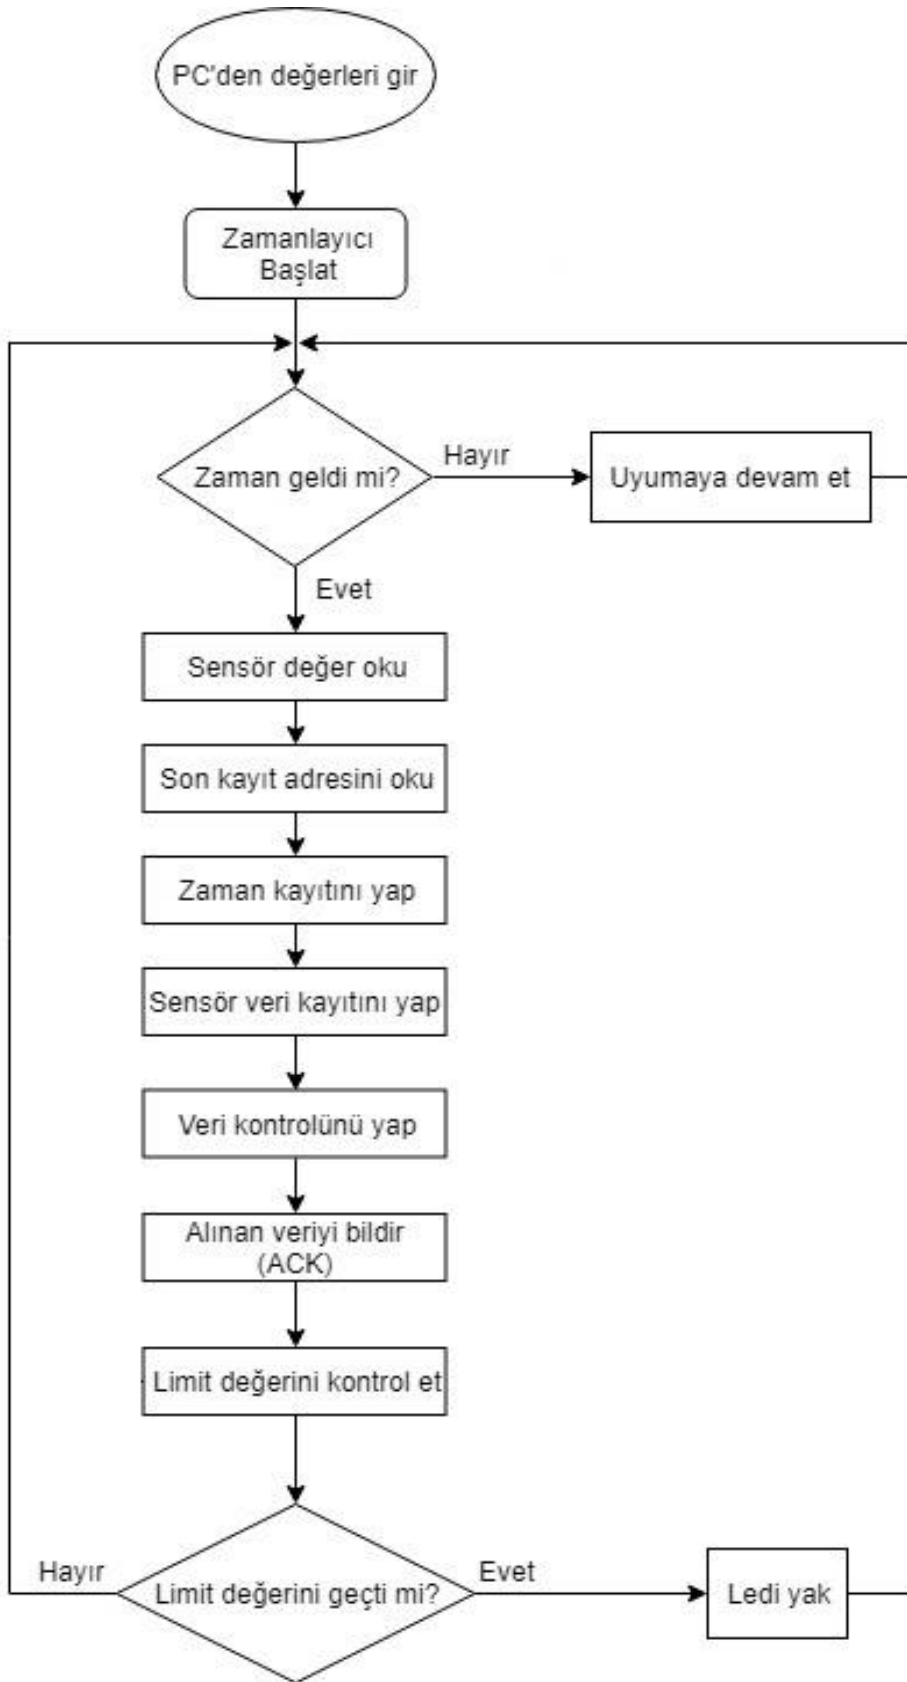 PC'den değerleri gir
Zamanlayıcı
Başlat
Zaman geldi mi?
Hayır
Uyumaya devam et
Evet
Sensör değer oku
Son kayıt adresini oku
Zaman kayıtını yap
Sensör veri kayıtını yap
Veri kontrolünü yap
Alınan veriyi bildir
(ACK)
Limit değerini kontrol et
Hayır
Limit değerini geçti mi?
Evet
Ledi yak